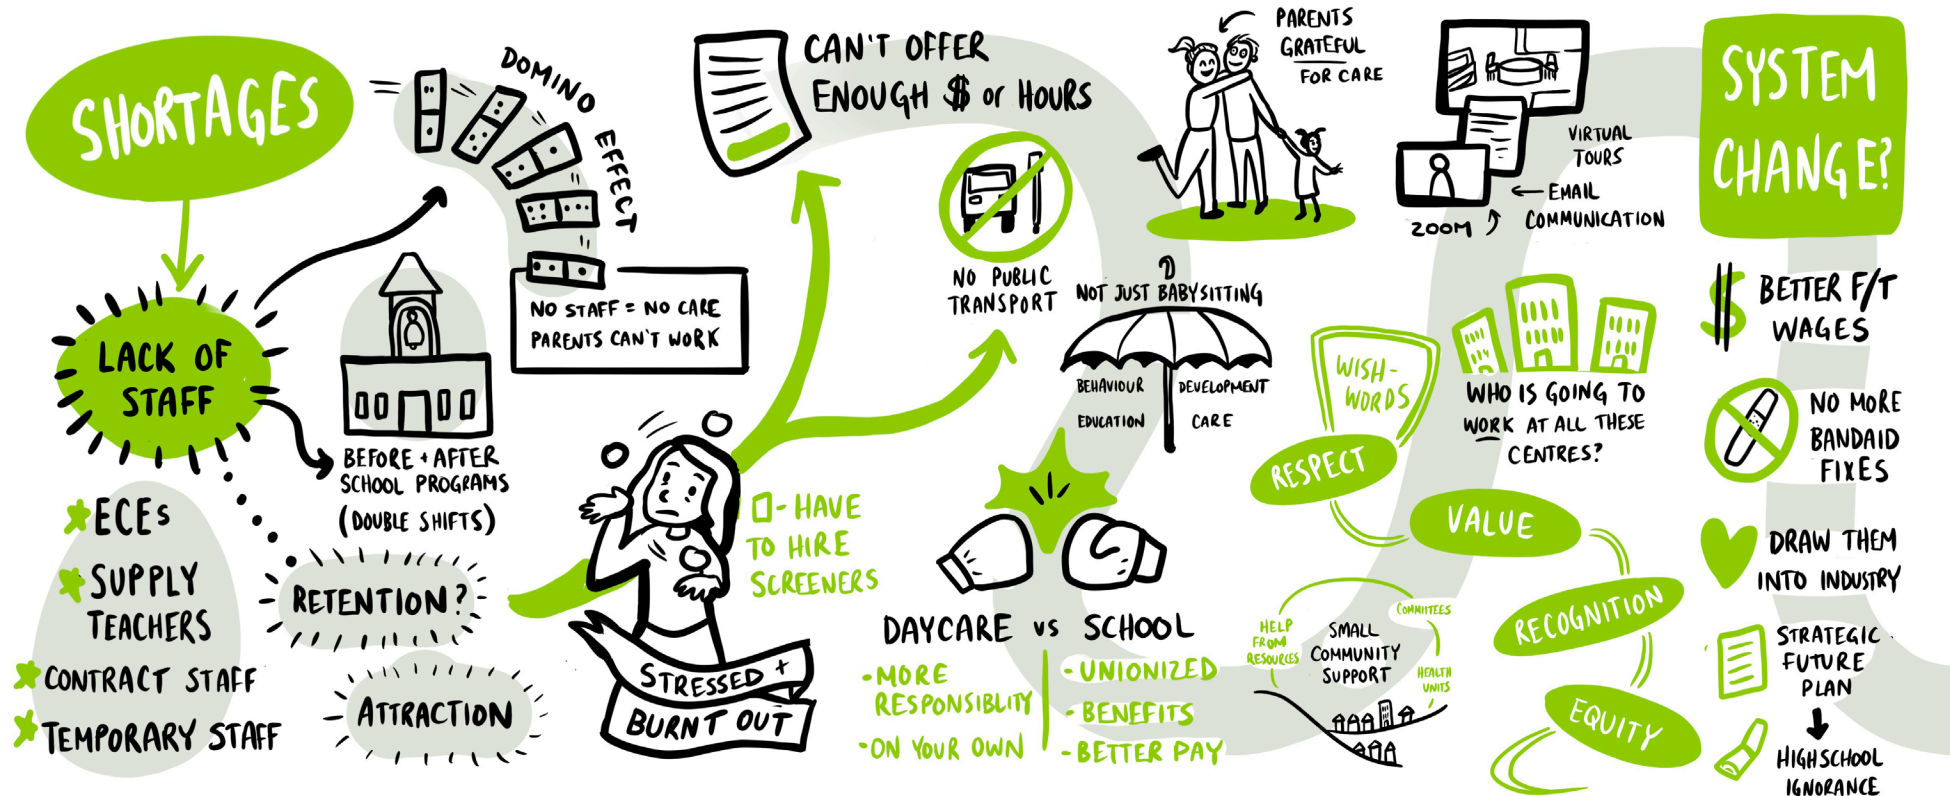 SHORTAGES
LACK OF
STAFF
ECEs
SUPPLY
TEACHERS
CONTRACT STAFF
TEMPORARY STAFF
DOMINO EFFECT
NO STAFF = NO CARE
PARENTS CAN'T WORK
BEFORE + AFTER
SCHOOL PROGRAMS
(DOUBLE SHIFTS)
RETENTION?
ATTRACTION
STRESSED +
BURNT OUT
- HAVE
TO HIRE
SCREENERS
CAN'T OFFER
ENOUGH $ or HOURS
NO PUBLIC
TRANSPORT
PARENTS
GRATEFUL
FOR CARE
NOT JUST BABYSITTING
BEHAVIOUR
EDUCATION
DEVELOPMENT
CARE
DAYCARE vs SCHOOL
- MORE
RESPONSIBLITY
- ON YOUR OWN
- UNIONIZED
- BENEFITS
- BETTER PAY
VIRTUAL
TOURS
EMAIL
COMMUNICATION
ZOOM
WISH-
WORDS
RESPECT
VALUE
RECOGNITION
EQUITY
WHO IS GOING TO
WORK AT ALL THESE
CENTRES?
HELP
FROM
RESOURCES
SMALL
COMMUNITY
SUPPORT
COMMITTEES
HEALTH
UNITS
SYSTEM
CHANGE?
$ BETTER F/T
WAGES
NO MORE
BANDAID
FIXES
DRAW THEM
INTO INDUSTRY
STRATEGIC
FUTURE
PLAN
HIGHSCHOOL
IGNORANCE